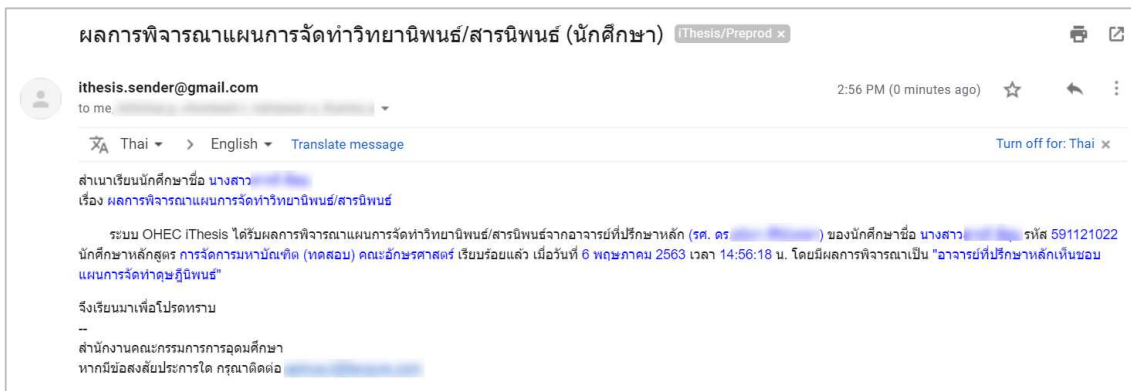 ผลการพิจารณาแผนการจัดทำวิทยานิพนธ์/สารนิพนธ์ (นักศึกษา) iThesis/Preprod x
ithesis.sender@gmail.com
2:56 PM (0 minutes ago)
to me,
Thai > English Translate message
Turn off for: Thai x
สำเนาเรียนนักศึกษาชื่อ นางสาว
เรื่อง ผลการพิจารณาแผนการจัดทำวิทยานิพนธ์/สารนิพนธ์
ระบบ OHEC iThesis ได้รับผลการพิจารณาแผนการจัดทำวิทยานิพนธ์/สารนิพนธ์จากอาจารย์ที่ปรึกษาหลัก (รศ. ดร ) ของนักศึกษาชื่อ นางสาว รหัส 591121022
นักศึกษาหลักสูตร การจัดการมหาบัณฑิต (ทดสอบ) คณะอักษรศาสตร์ เรียบร้อยแล้ว เมื่อวันที่ 6 พฤษภาคม 2563 เวลา 14:56:18 น. โดยมีผลการพิจารณาเป็น "อาจารย์ที่ปรึกษาหลักเห็นชอบ
แผนการจัดทำดุษฎีนิพนธ์"
จึงเรียนมาเพื่อโปรดทราบ
--
สำนักงานคณะกรรมการการอุดมศึกษา
หากมีข้อสงสัยประการใด กรุณาติดต่อ